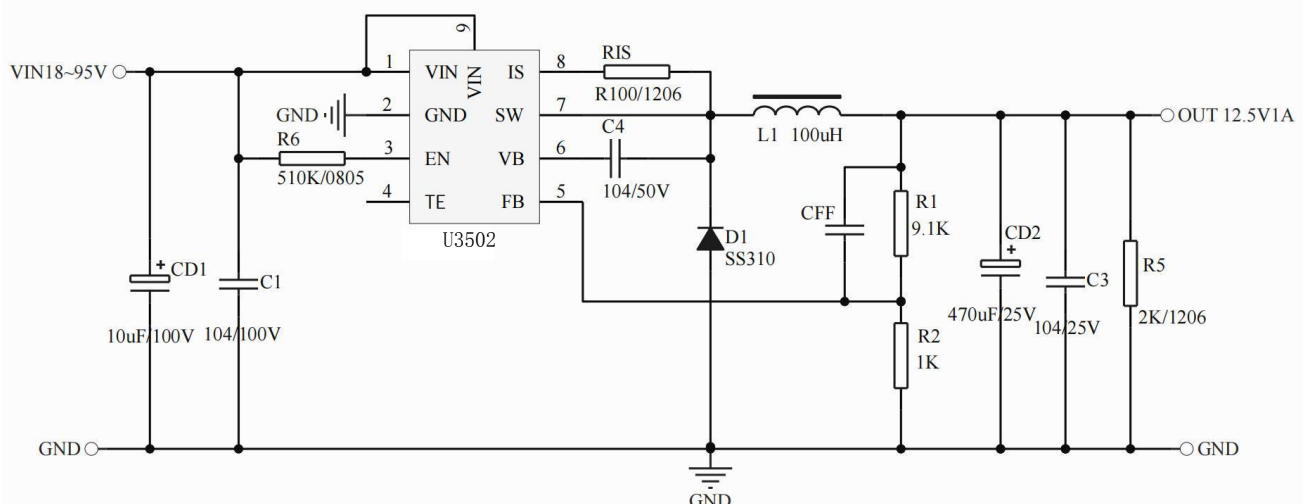 VIN18~95V
9
1
VIN
VIN
IS
8
RIS
R100/1206
GND
2
GND
SW
7
L1 100uH
OUT 12.5V1A
R6
510K/0805
3
EN
VB
6
C4
104/50V
4
TE
FB
5
U3502
D1
SS310
CFF
R1
9.1K
+
CD1
10uF/100V
C1
104/100V
R2
1K
CD2
+
470uF/25V
C3
104/25V
R5
2K/1206
GND
GND
GND